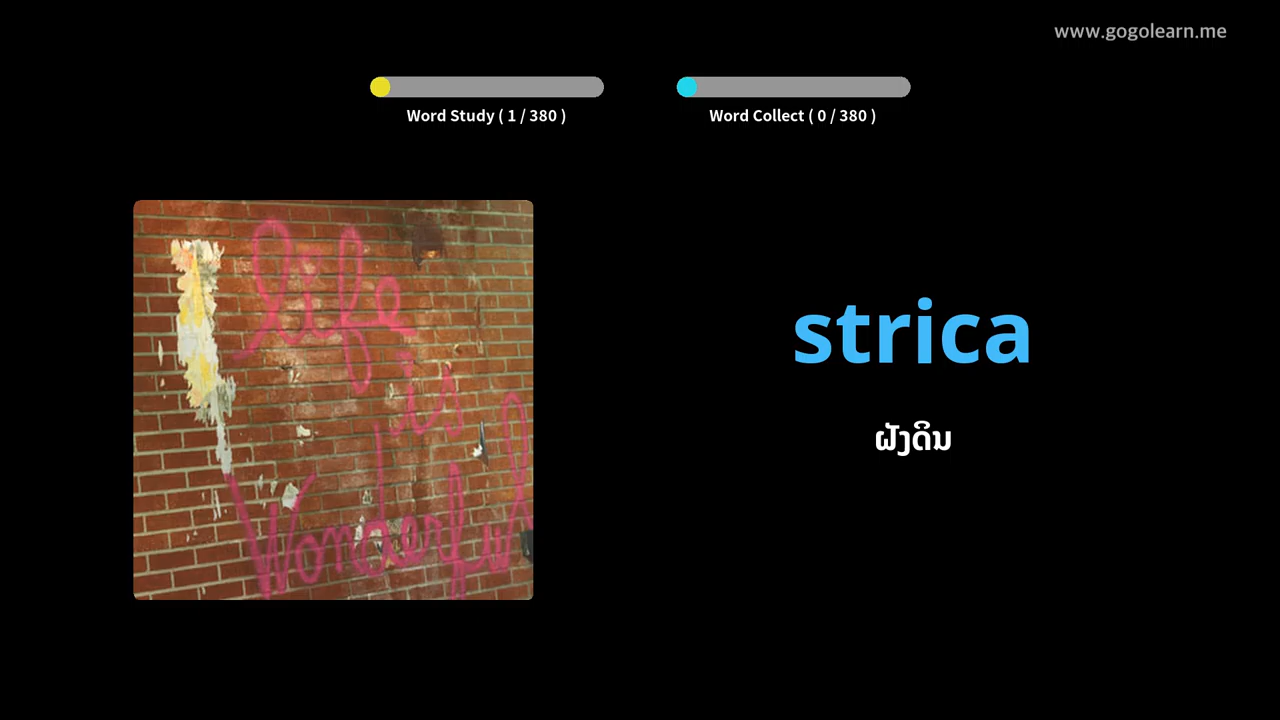 www.gogolearn.me
Word Study ( 1 / 380 )
Word Collect ( 0 / 380 )
life
is
Wonderful
strica
ຝັງດິນ